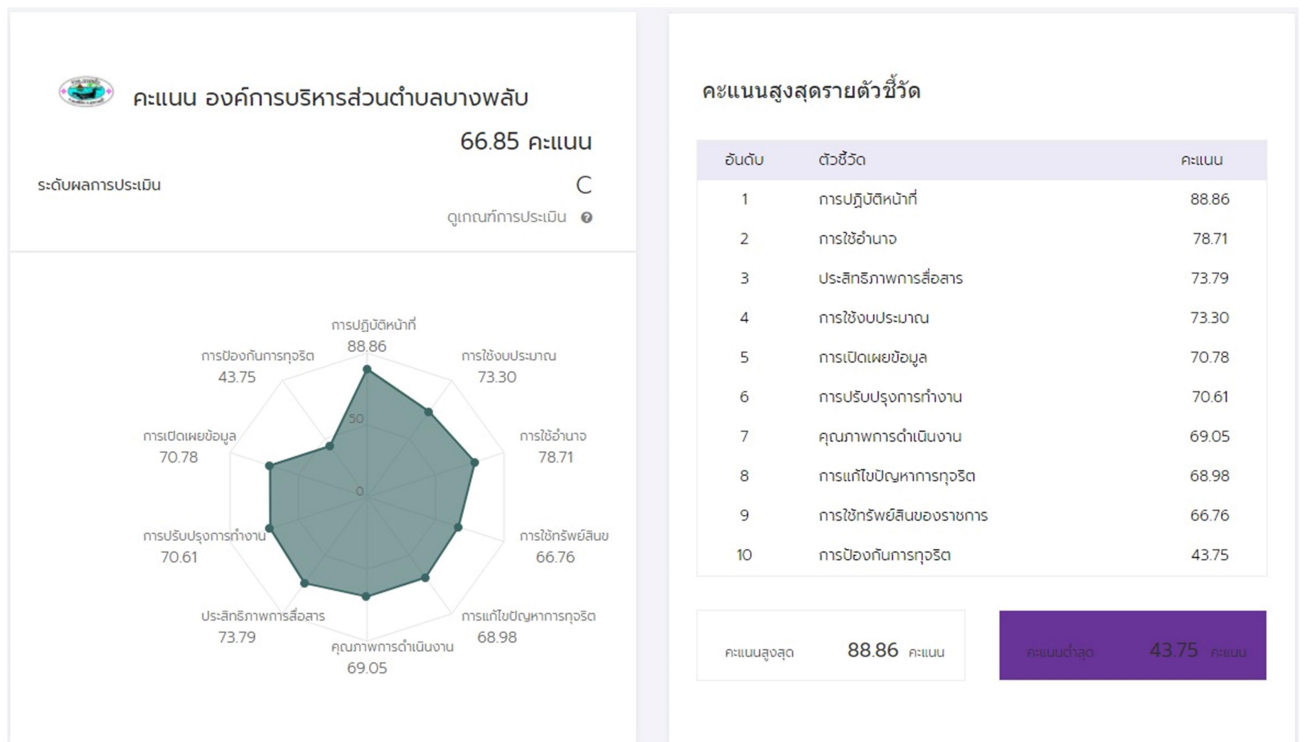 คะแนน องค์การบริหารส่วนตำบลบางพลับ
66.85 คะแนน
ระดับผลการประเมิน C
ดูเกณฑ์การประเมิน
การปฏิบัติหน้าที่
88.86
การป้องกันการทุจริต
43.75
การใช้งบประมาณ
73.30
50
การเปิดเผยข้อมูล
70.78
การใช้อำนาจ
78.71
0
การปรับปรุงการทำงาน
70.61
การใช้ทรัพย์สินข
66.76
ประสิทธิภาพการสื่อสาร
73.79
การแก้ไขปัญหาการทุจริต
68.98
คุณภาพการดำเนินงาน
69.05
คะแนนสูงสุดรายตัวชี้วัด
อันดับ ตัวชี้วัด คะแนน
1 การปฏิบัติหน้าที่ 88.86
2 การใช้อำนาจ 78.71
3 ประสิทธิภาพการสื่อสาร 73.79
4 การใช้งบประมาณ 73.30
5 การเปิดเผยข้อมูล 70.78
6 การปรับปรุงการทำงาน 70.61
7 คุณภาพการดำเนินงาน 69.05
8 การแก้ไขปัญหาการทุจริต 68.98
9 การใช้ทรัพย์สินของราชการ 66.76
10 การป้องกันการทุจริต 43.75
คะแนนสูงสุด 88.86 คะแนน
คะแนนต่ำสุด 43.75 คะแนน